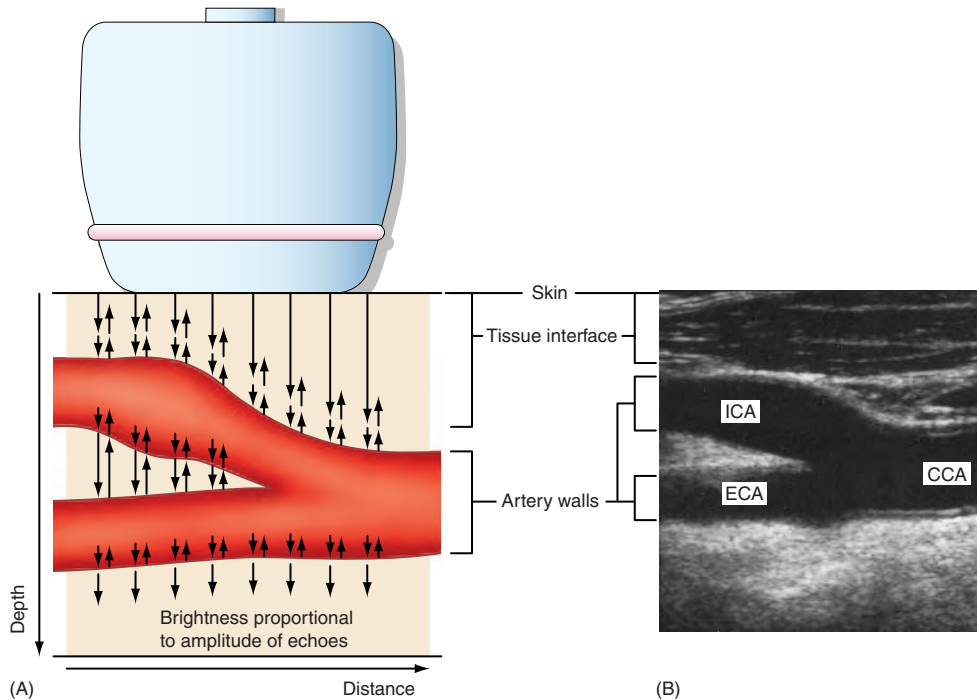 Skin
Tissue interface
ICA
CCA
Artery walls
ECA
Depth
Brightness proportional
to amplitude of echoes
(A)
Distance
(B)